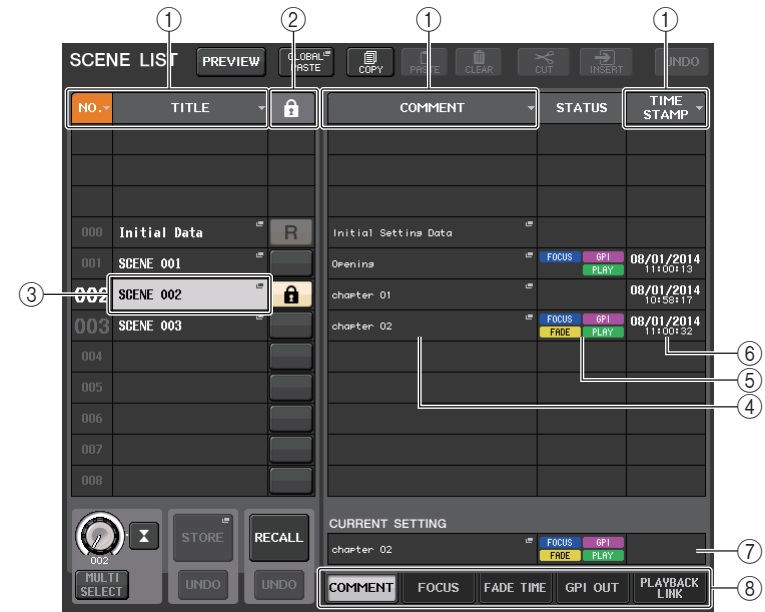 ① ② ① ①
SCENE LIST PREVIEW GLOBAL PASTE COPY PASTE CLEAR CUT INSERT UNDO
NO. TITLE COMMENT STATUS TIME STAMP
000 Initial Data R Initial Setting Data
001 SCENE 001 Opening FOCUS GPI PLAY 08/01/2014 11:00:13
③ 002 SCENE 002 chapter 01 08/01/2014 10:58:17
003 SCENE 003 chapter 02 FOCUS GPI FADE PLAY 08/01/2014 11:00:32
004 ⑥
005 ⑤
006 ④
007
008
CURRENT SETTING
STORE RECALL
chapter 02 FOCUS GPI FADE PLAY ⑦
002
MULTI SELECT UNDO UNDO
COMMENT FOCUS FADE TIME GPI OUT PLAYBACK LINK ⑧